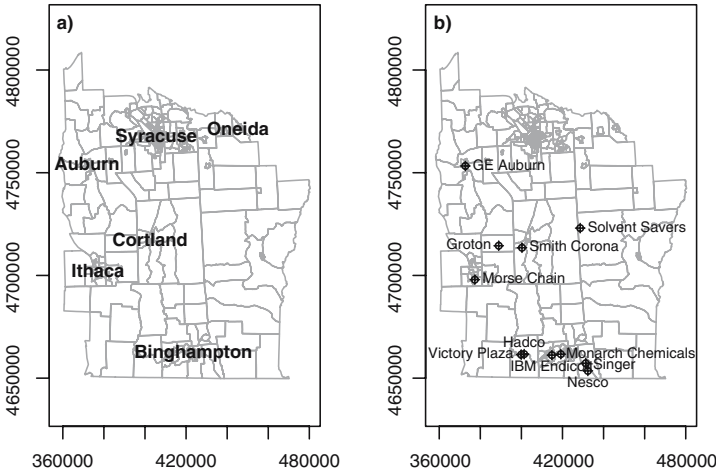 a)
4800000
4750000
4700000
4650000
Syracuse
Oneida
Auburn
Cortland
Ithaca
Binghampton
360000
420000
480000
b)
4800000
4750000
4700000
4650000
GE Auburn
Solvent Savers
Groton
Smith Corona
Morse Chain
Hadco
Victory Plaza
Monarch Chemicals
IBM Endicott
Singer
Nesco
360000
420000
480000